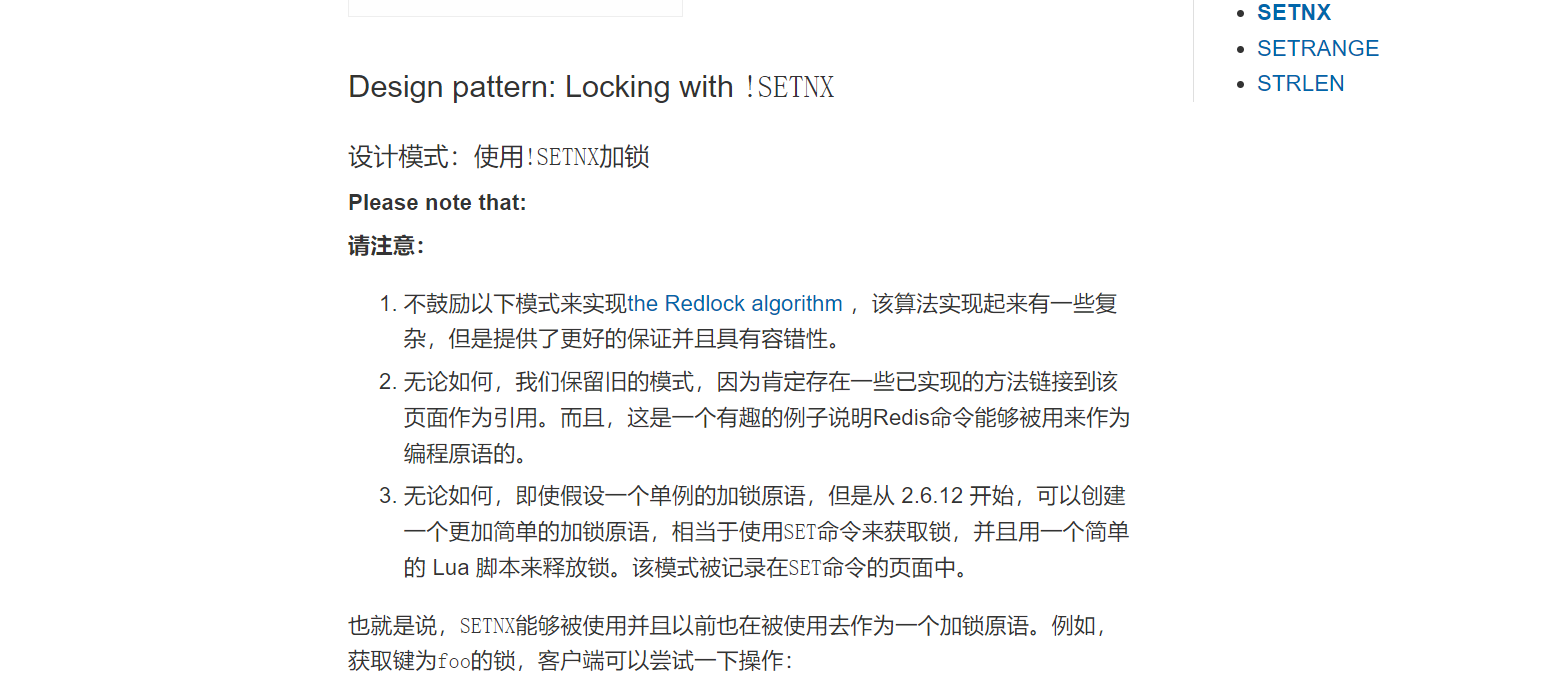 Design pattern: Locking with !SETNX
设计模式：使用!SETNX加锁
Please note that:
请注意：
1. 不鼓励以下模式来实现the Redlock algorithm ，该算法实现起来有一些复
杂，但是提供了更好的保证并且具有容错性。
2. 无论如何，我们保留旧的模式，因为肯定存在一些已实现的方法链接到该
页面作为引用。而且，这是一个有趣的例子说明Redis命令能够被用来作为
编程原语的。
3. 无论如何，即使假设一个单例的加锁原语，但是从 2.6.12 开始，可以创建
一个更加简单的加锁原语，相当于使用SET命令来获取锁，并且用一个简单
的 Lua 脚本来释放锁。该模式被记录在SET命令的页面中。
也就是说，SETNX能够被使用并且以前也在被使用去作为一个加锁原语。例如，
获取键为foo的锁，客户端可以尝试一下操作：
• SETNX
• SETRANGE
• STRLEN